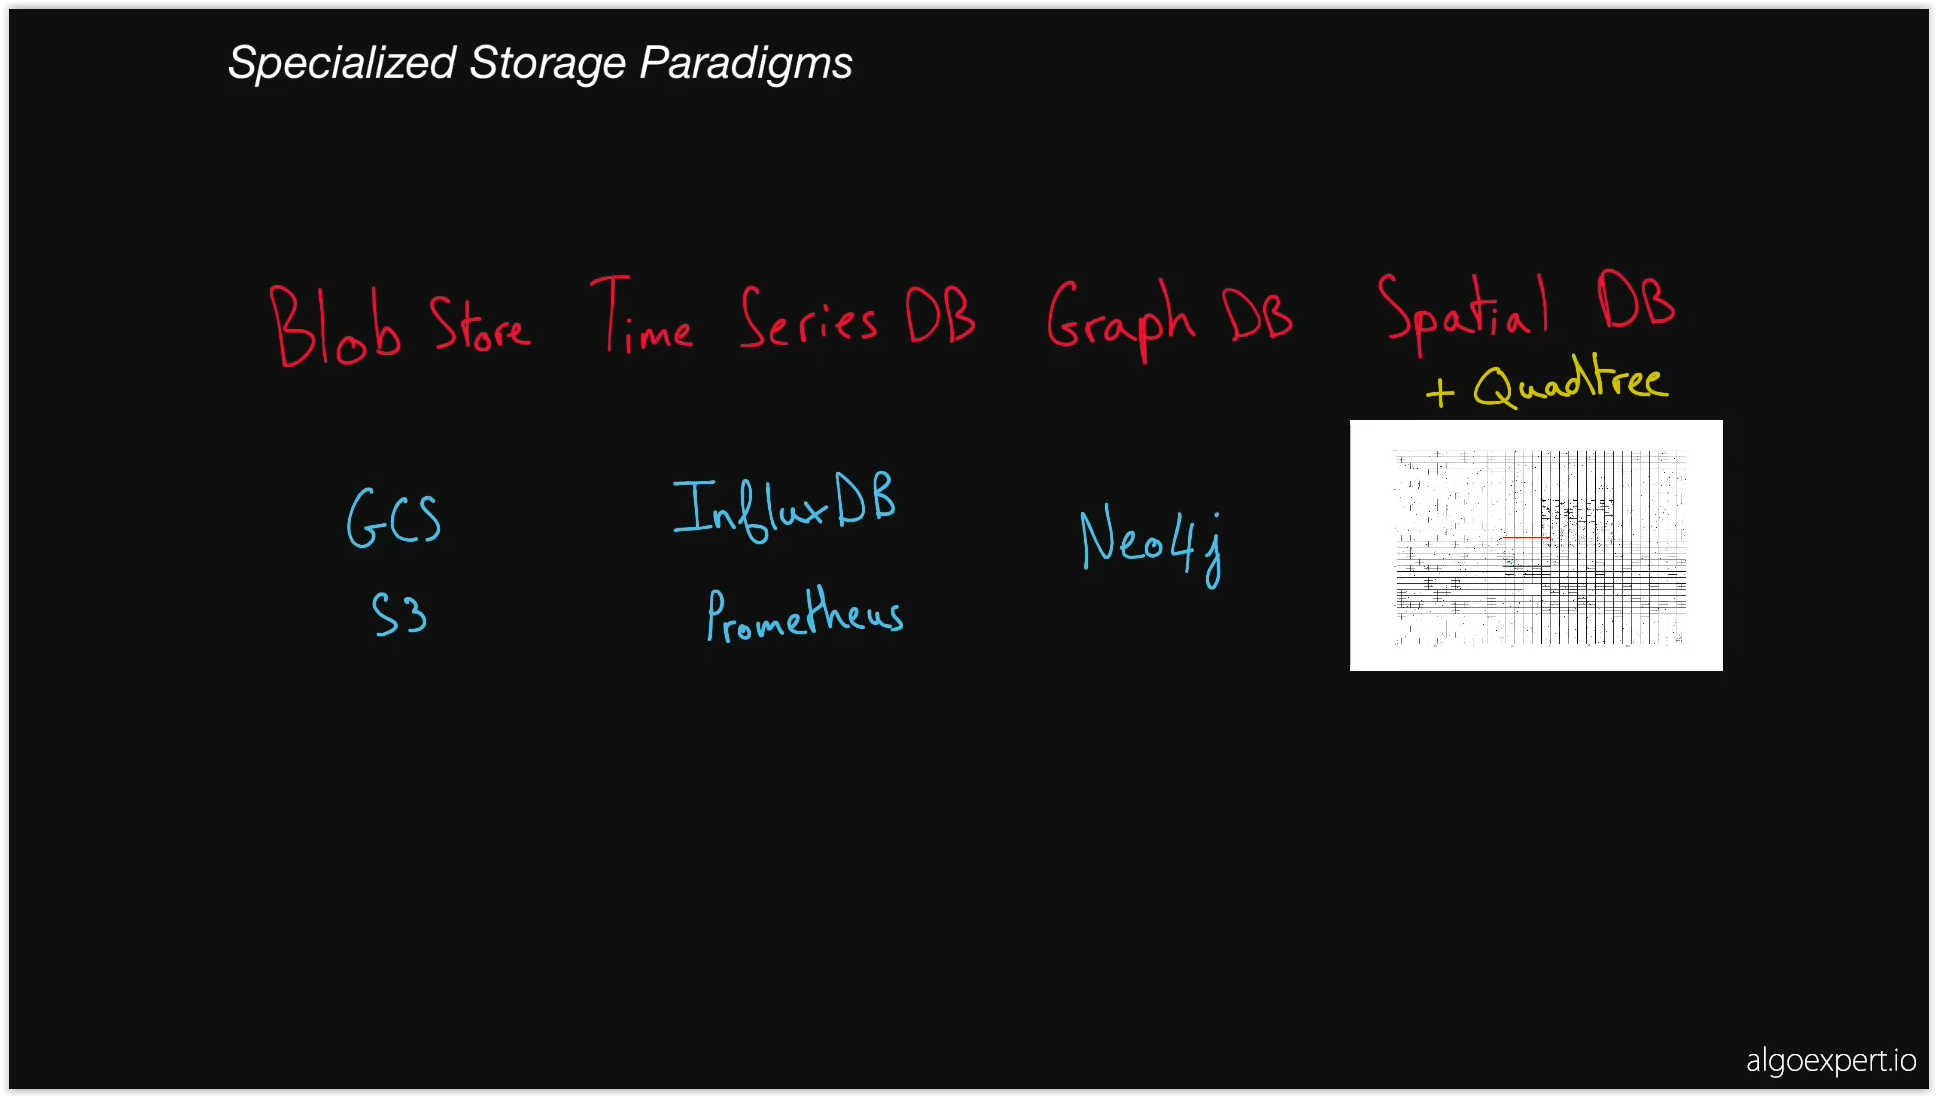 Specialized Storage Paradigms
Blob Store Time Series DB Graph DB Spatial DB
+ Quadtree
GCS InfluxDB Neo4j
S3 Prometheus
algoexpert.io